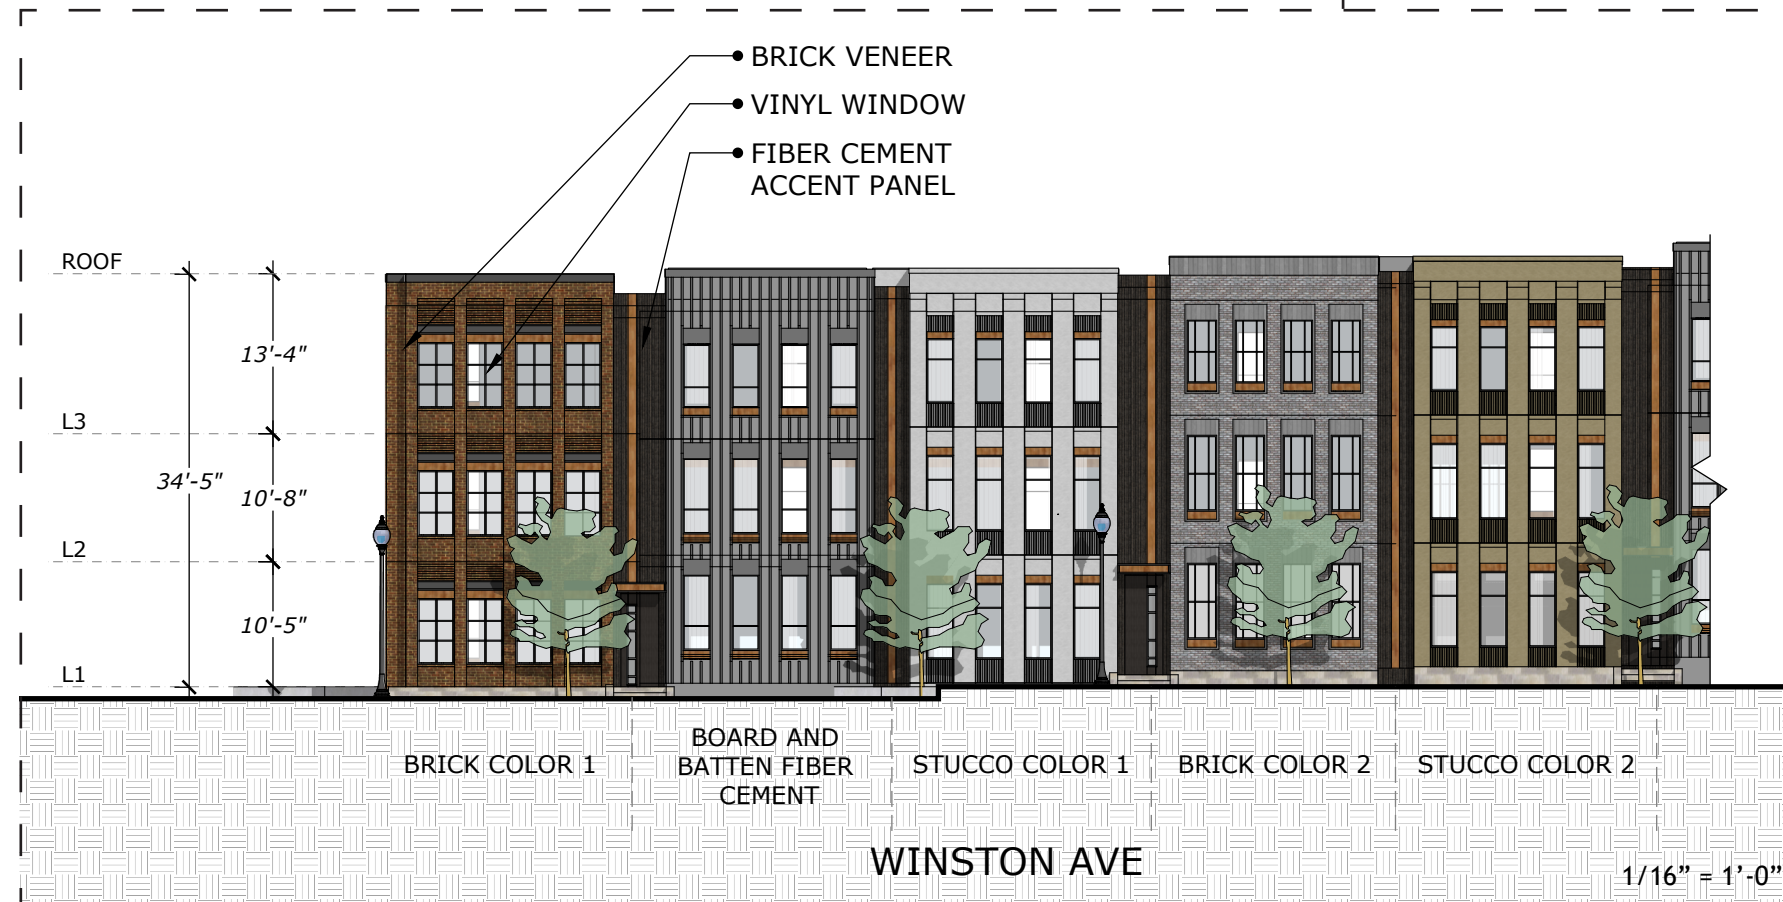 BRICK VENEER
VINYL WINDOW
FIBER CEMENT
ACCENT PANEL
ROOF
13'-4"
L3
34'-5"
10'-8"
L2
10'-5"
L1
BRICK COLOR 1
BOARD AND
BATTEN FIBER
CEMENT
STUCCO COLOR 1
BRICK COLOR 2
STUCCO COLOR 2
WINSTON AVE
1/16” = 1’-0”